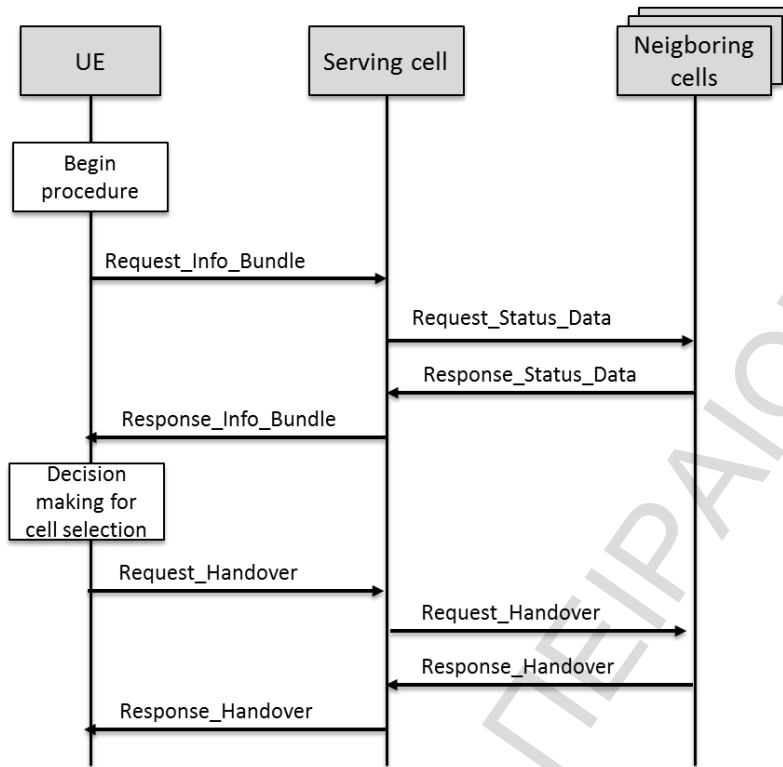 UE
Serving cell
Neigboring
cells
Begin
procedure
Request_Info_Bundle
Request_Status_Data
Response_Status_Data
Response_Info_Bundle
Decision
making for
cell selection
Request_Handover
Request_Handover
Response_Handover
Response_Handover
ΠΕΙΡΑΙΟ